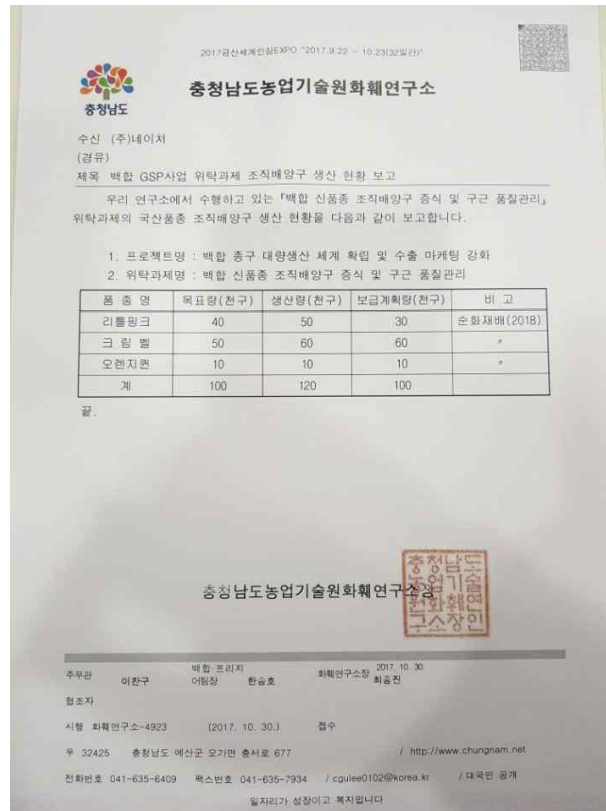 2017금산세계인삼EXPO "2017.9.22 ~ 10.23(32일간)"
충청남도
충청남도농업기술원화훼연구소
수신 (주)네이처
(경유)
제목 백합 GSP사업 위탁과제 조직배양구 생산 현황 보고
우리 연구소에서 수행하고 있는 「백합 신품종 조직배양구 증식 및 구근 품질관리」
위탁과제의 국산품종 조직배양구 생산 현황을 다음과 같이 보고합니다.
1. 프로젝트명 : 백합 종구 대량생산 체계 확립 및 수출 마케팅 강화
2. 위탁과제명 : 백합 신품종 조직배양구 증식 및 구근 품질관리
품 종 명 목표량(천구) 생산량(천구) 보급계획량(천구) 비 고
리틀핑크 40 50 30 순화재배(2018)
크 림 벨 50 60 60 〃
오렌지퀸 10 10 10 〃
계 100 120 100
끝.
충청남도농업기술원화훼연구소장
충청남도
농업기술
원화훼연
구소장인
주무관 이찬구 백합·프리지어팀장 한승호 화훼연구소장 2017. 10. 30. 최종진
협조자
시행 화훼연구소-4923 (2017. 10. 30.) 접수
우 32425 충청남도 예산군 오가면 홍서로 677 / http://www.chungnam.net
전화번호 041-635-6409 팩스번호 041-635-7934 / cgulee0102@korea.kr / 대국민 공개
일자리가 성장이고 복지입니다